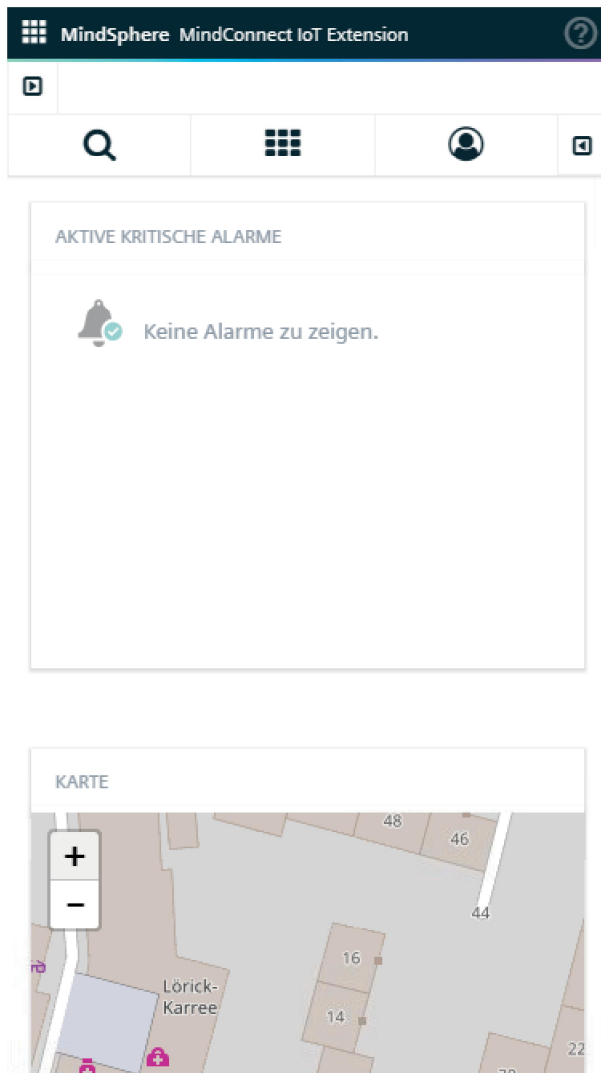 MindSphere MindConnect IoT Extension
AKTIVE KRITISCHE ALARME
Keine Alarme zu zeigen.
KARTE
+
−
48
46
44
16
Lörick-
Karree
14
22